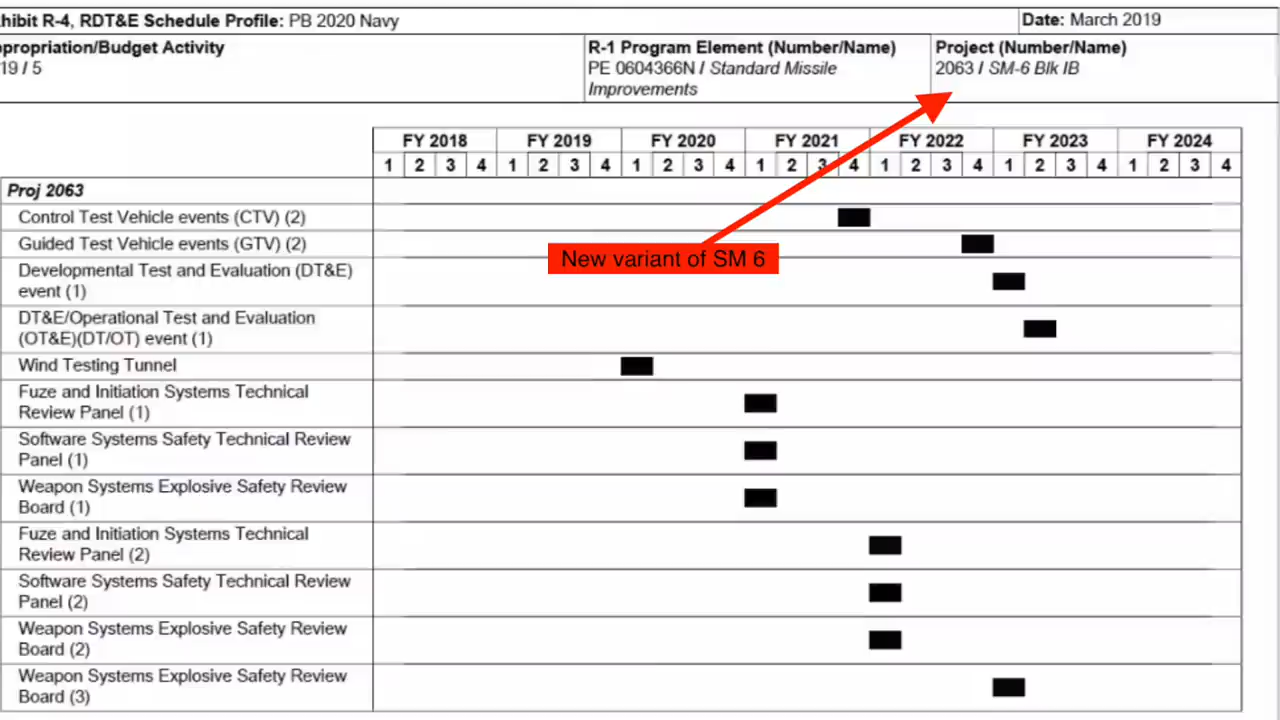 hibit R-4, RDT&E Schedule Profile: PB 2020 Navy
Date: March 2019
ppropriation/Budget Activity
19 / 5
R-1 Program Element (Number/Name)
PE 0604366N / Standard Missile
Improvements
Project (Number/Name)
2063 / SM-6 Blk IB
FY 2018 FY 2019 FY 2020 FY 2021 FY 2022 FY 2023 FY 2024
1 2 3 4 1 2 3 4 1 2 3 4 1 2 3 4 1 2 3 4 1 2 3 4 1 2 3 4
Proj 2063
Control Test Vehicle events (CTV) (2)
Guided Test Vehicle events (GTV) (2)
New variant of SM 6
Developmental Test and Evaluation (DT&E)
event (1)
DT&E/Operational Test and Evaluation
(OT&E)(DT/OT) event (1)
Wind Testing Tunnel
Fuze and Initiation Systems Technical
Review Panel (1)
Software Systems Safety Technical Review
Panel (1)
Weapon Systems Explosive Safety Review
Board (1)
Fuze and Initiation Systems Technical
Review Panel (2)
Software Systems Safety Technical Review
Panel (2)
Weapon Systems Explosive Safety Review
Board (2)
Weapon Systems Explosive Safety Review
Board (3)